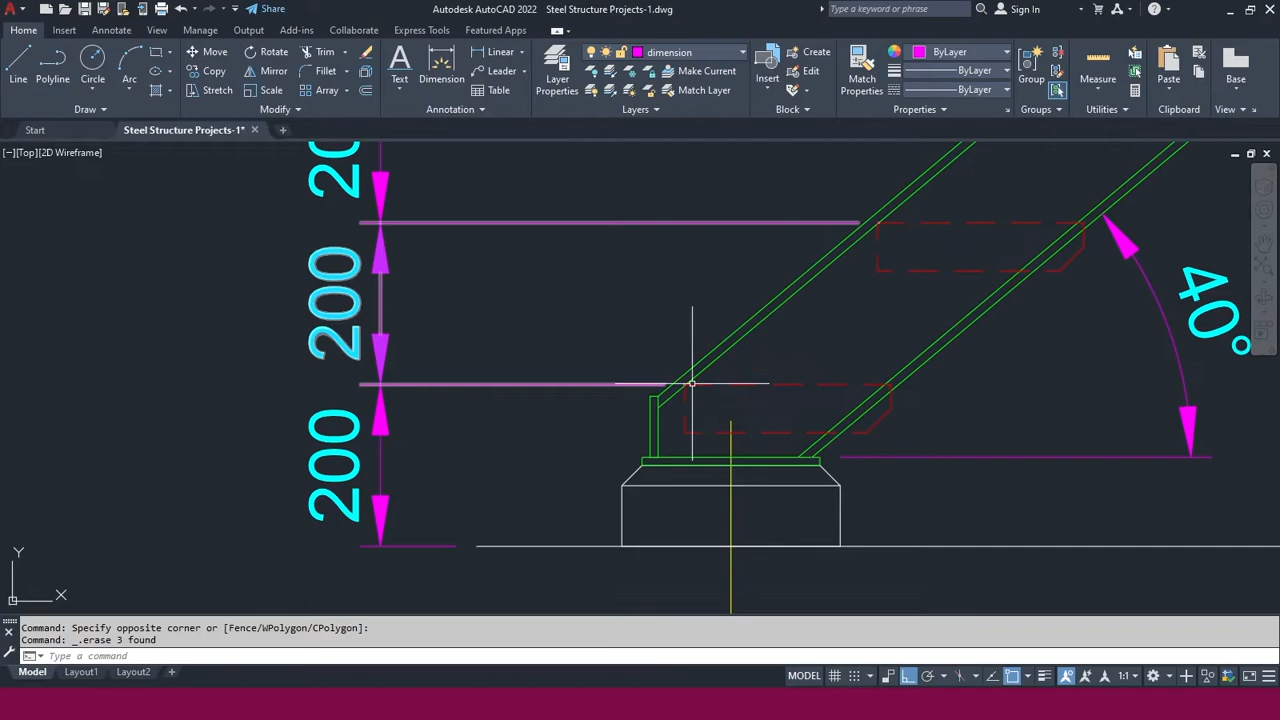 Share
Autodesk AutoCAD 2022 Steel Structure Projects-1.dwg
Type a keyword or phrase
Sign In
Home Insert Annotate View Manage Output Add-ins Collaborate Express Tools Featured Apps
Line Polyline Circle Arc
Draw
Move Rotate Trim
Copy Mirror Fillet
Stretch Scale Array
Modify
Text Dimension
Linear
Leader
Table
Annotation
Layer Properties
dimension
Make Current
Match Layer
Layers
Insert
Create
Edit
Block
Match Properties
ByLayer
ByLayer
ByLayer
Properties
Group
Groups
Measure
Utilities
Paste
Clipboard
Base
View
Start Steel Structure Projects-1*
[−][Top][2D Wireframe]
20
200
200
40°
Y
X
Command: Specify opposite corner or [Fence/WPolygon/CPolygon]:
Command: _.erase 3 found
Type a command
Model Layout1 Layout2
MODEL
1:1